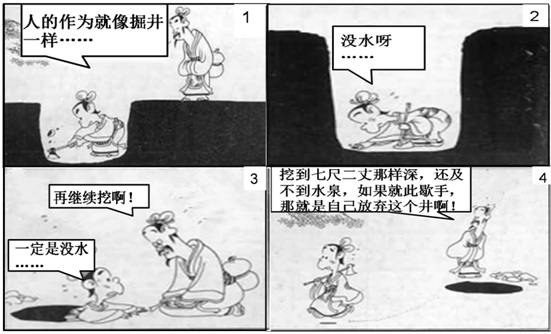 人的作为就像掘井
一样……
1
没水呀
……
2
再继续挖啊！
一定是没水
……
3
挖到七尺二丈那样深，还及
不到水泉，如果就此歇手，
那就是自己放弃这个井啊！
4